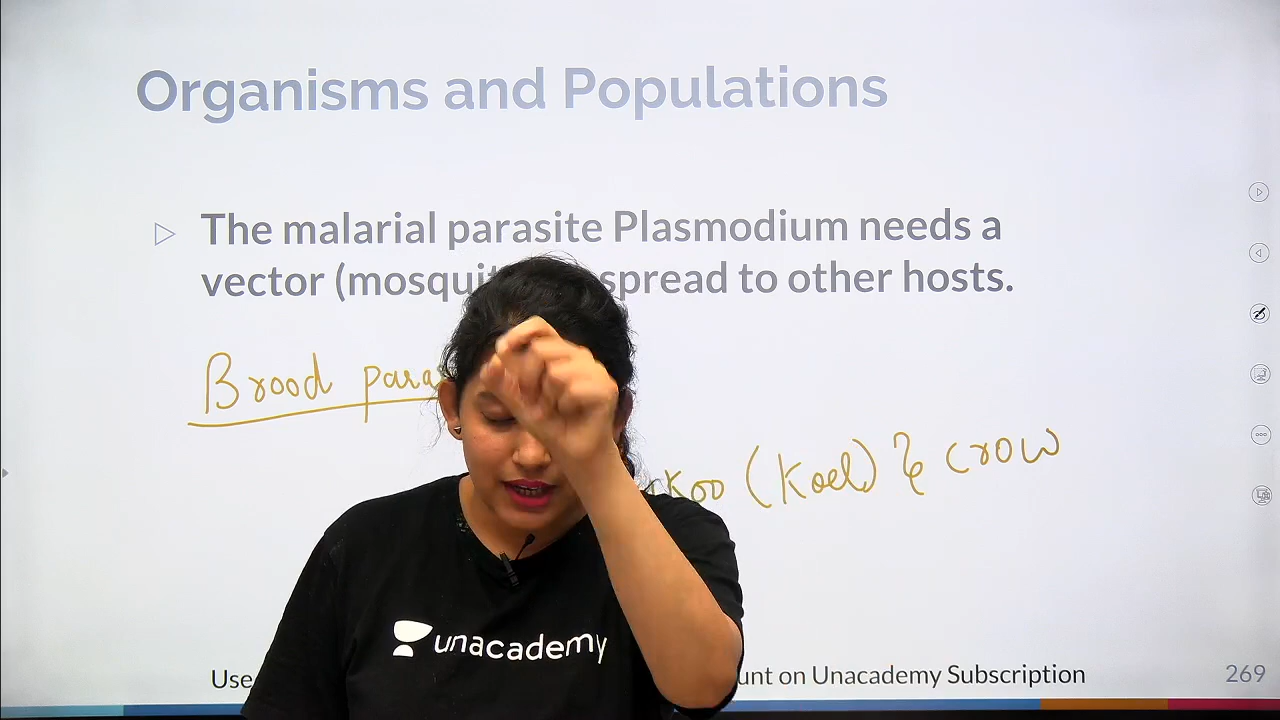 Organisms and Populations
The malarial parasite Plasmodium needs a
vector (mosquit spread to other hosts.
Brood para
koo (Koel) & crow
unacademy
Use unt on Unacademy Subscription
269